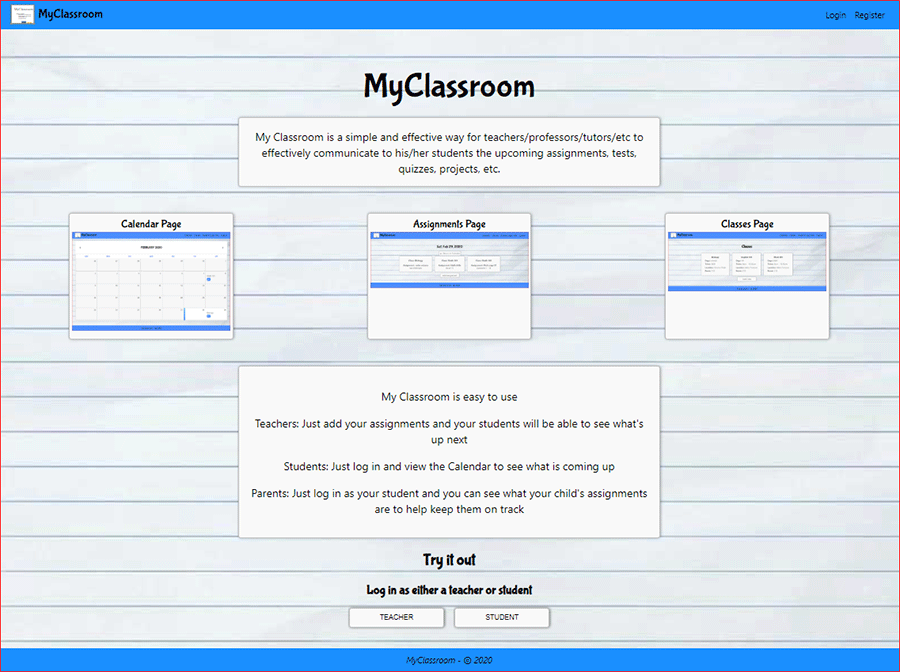 MyClassroom
Login Register
MyClassroom
My Classroom is a simple and effective way for teachers/professors/tutors/etc to
effectively communicate to his/her students the upcoming assignments, tests,
quizzes, projects, etc.
Calendar Page
Assignments Page
Classes Page
FEBRUARY 2020
Classes
My Classroom is easy to use
Teachers: Just add your assignments and your students will be able to see what's
up next
Students: Just log in and view the Calendar to see what is coming up
Parents: Just log in as your student and you can see what your child's assignments
are to help keep them on track
Try it out
Log in as either a teacher or student
TEACHER
STUDENT
MyClassroom - © 2020